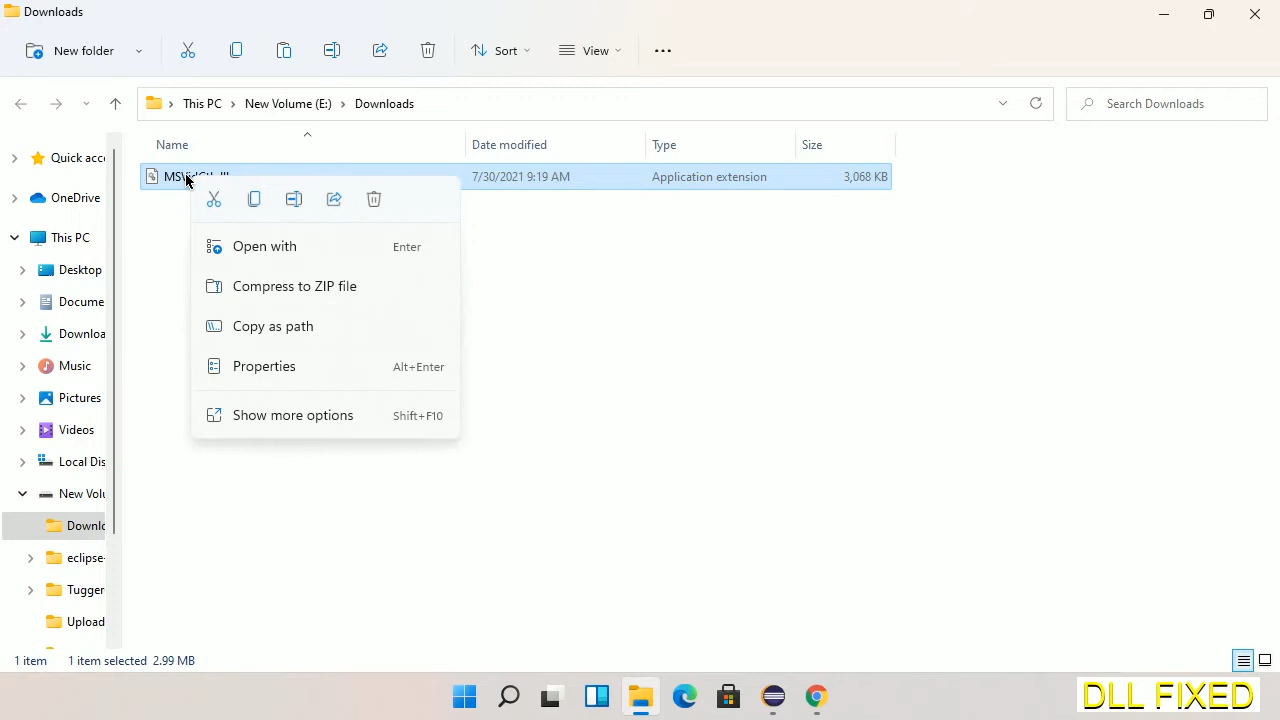 Downloads
New folder
Sort
View
This PC
New Volume (E:)
Downloads
Search Downloads
Name
Date modified
Type
Size
7/30/2021 9:19 AM
Application extension
3,068 KB
Quick acc
OneDrive
This PC
Desktop
Docume
Downloa
Music
Pictures
Videos
Local Dis
New Volu
Downlo
eclipse-
Tugger
Upload
Open with Enter
Compress to ZIP file
Copy as path
Properties Alt+Enter
Show more options Shift+F10
1 item
1 item selected
2.99 MB
DLL FIXED